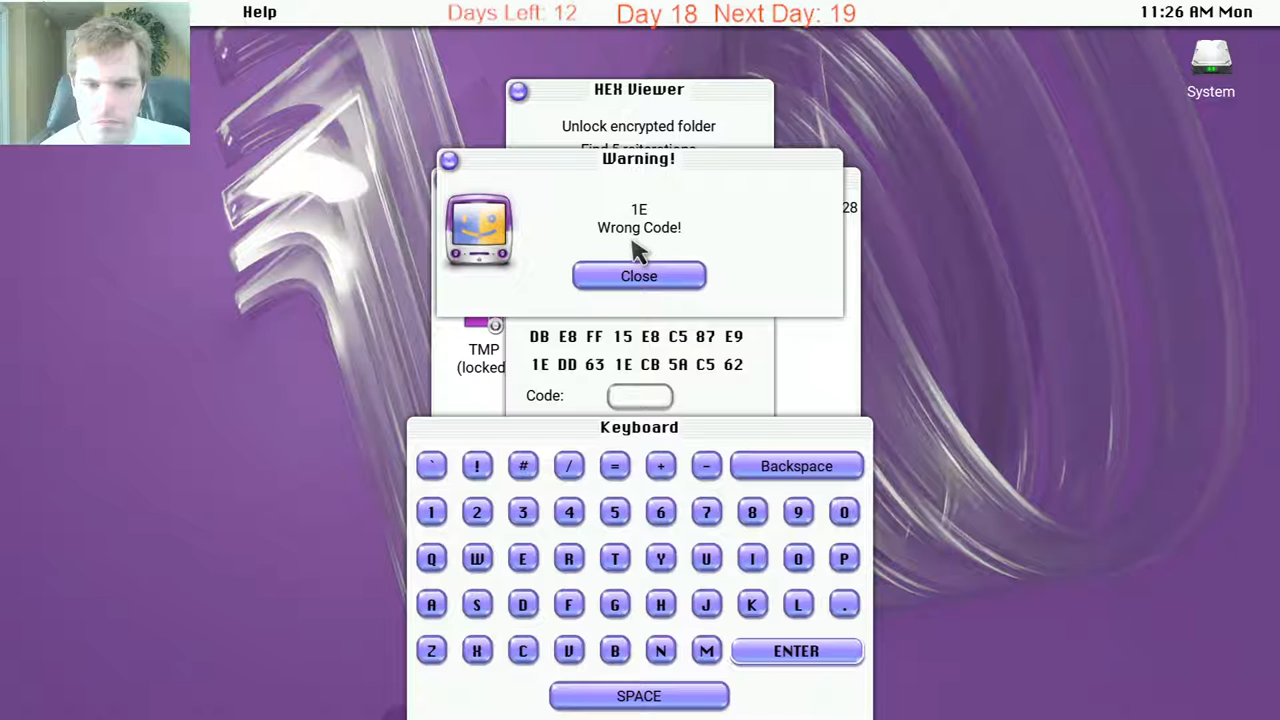 Help
Days Left: 12
Day 18 Next Day: 19
11:26 AM Mon
System
HEX Viewer
Unlock encrypted folder
Find 5 reiterations
Warning!
28
1E
Wrong Code!
Close
DB E8 FF 15 E8 C5 87 E9
1E DD 63 1E CB 5A C5 62
TMP
(locked
Code:
Keyboard
` ! # / = + - Backspace
1 2 3 4 5 6 7 8 9 0
Q W E R T Y U I O P
A S D F G H J K L .
Z X C V B N M ENTER
SPACE